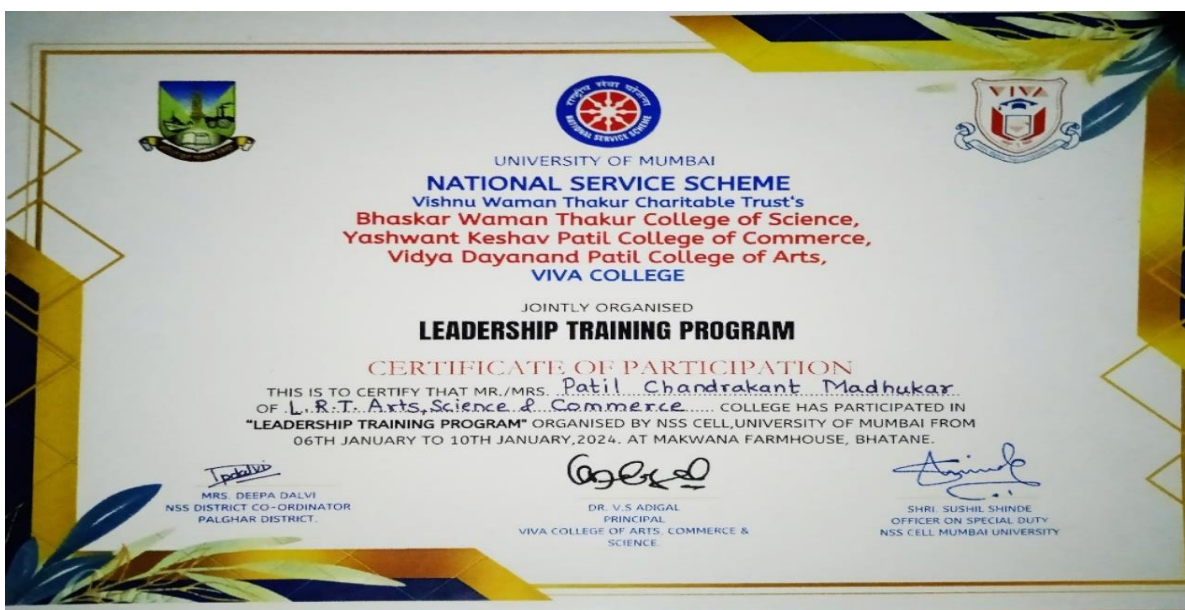 राष्ट्रीय सेवा योजना
NATIONAL SERVICE SCHEME
VIVA
UNIVERSITY OF MUMBAI
NATIONAL SERVICE SCHEME
Vishnu Waman Thakur Charitable Trust's
Bhaskar Waman Thakur College of Science,
Yashwant Keshav Patil College of Commerce,
Vidya Dayanand Patil College of Arts,
VIVA COLLEGE
JOINTLY ORGANISED
LEADERSHIP TRAINING PROGRAM
CERTIFICATE OF PARTICIPATION
THIS IS TO CERTIFY THAT MR./MRS. Patil Chandrakant Madhukar
OF L.R.T. Arts, Science & Commerce COLLEGE HAS PARTICIPATED IN
"LEADERSHIP TRAINING PROGRAM" ORGANISED BY NSS CELL,UNIVERSITY OF MUMBAI FROM
06TH JANUARY TO 10TH JANUARY,2024. AT MAKWANA FARMHOUSE, BHATANE.
MRS. DEEPA DALVI
NSS DISTRICT CO-ORDINATOR
PALGHAR DISTRICT.
DR. V.S ADIGAL
PRINCIPAL
VIVA COLLEGE OF ARTS, COMMERCE &
SCIENCE.
SHRI. SUSHIL SHINDE
OFFICER ON SPECIAL DUTY
NSS CELL MUMBAI UNIVERSITY